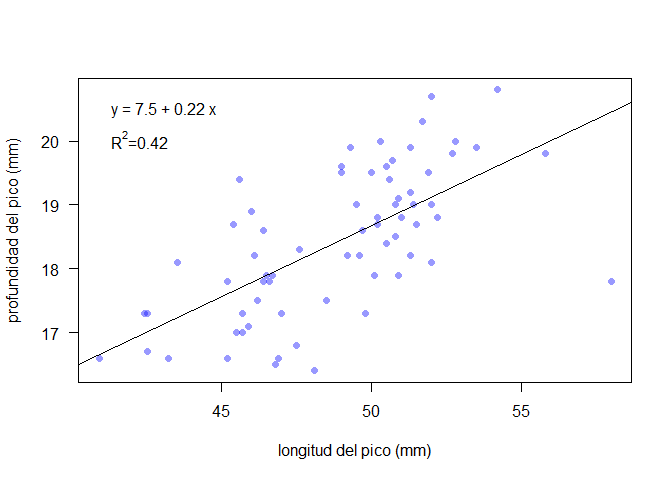 y = 7.5 + 0.22 x
R²=0.42
20
19
18
17
profundidad del pico (mm)
45 50 55
longitud del pico (mm)